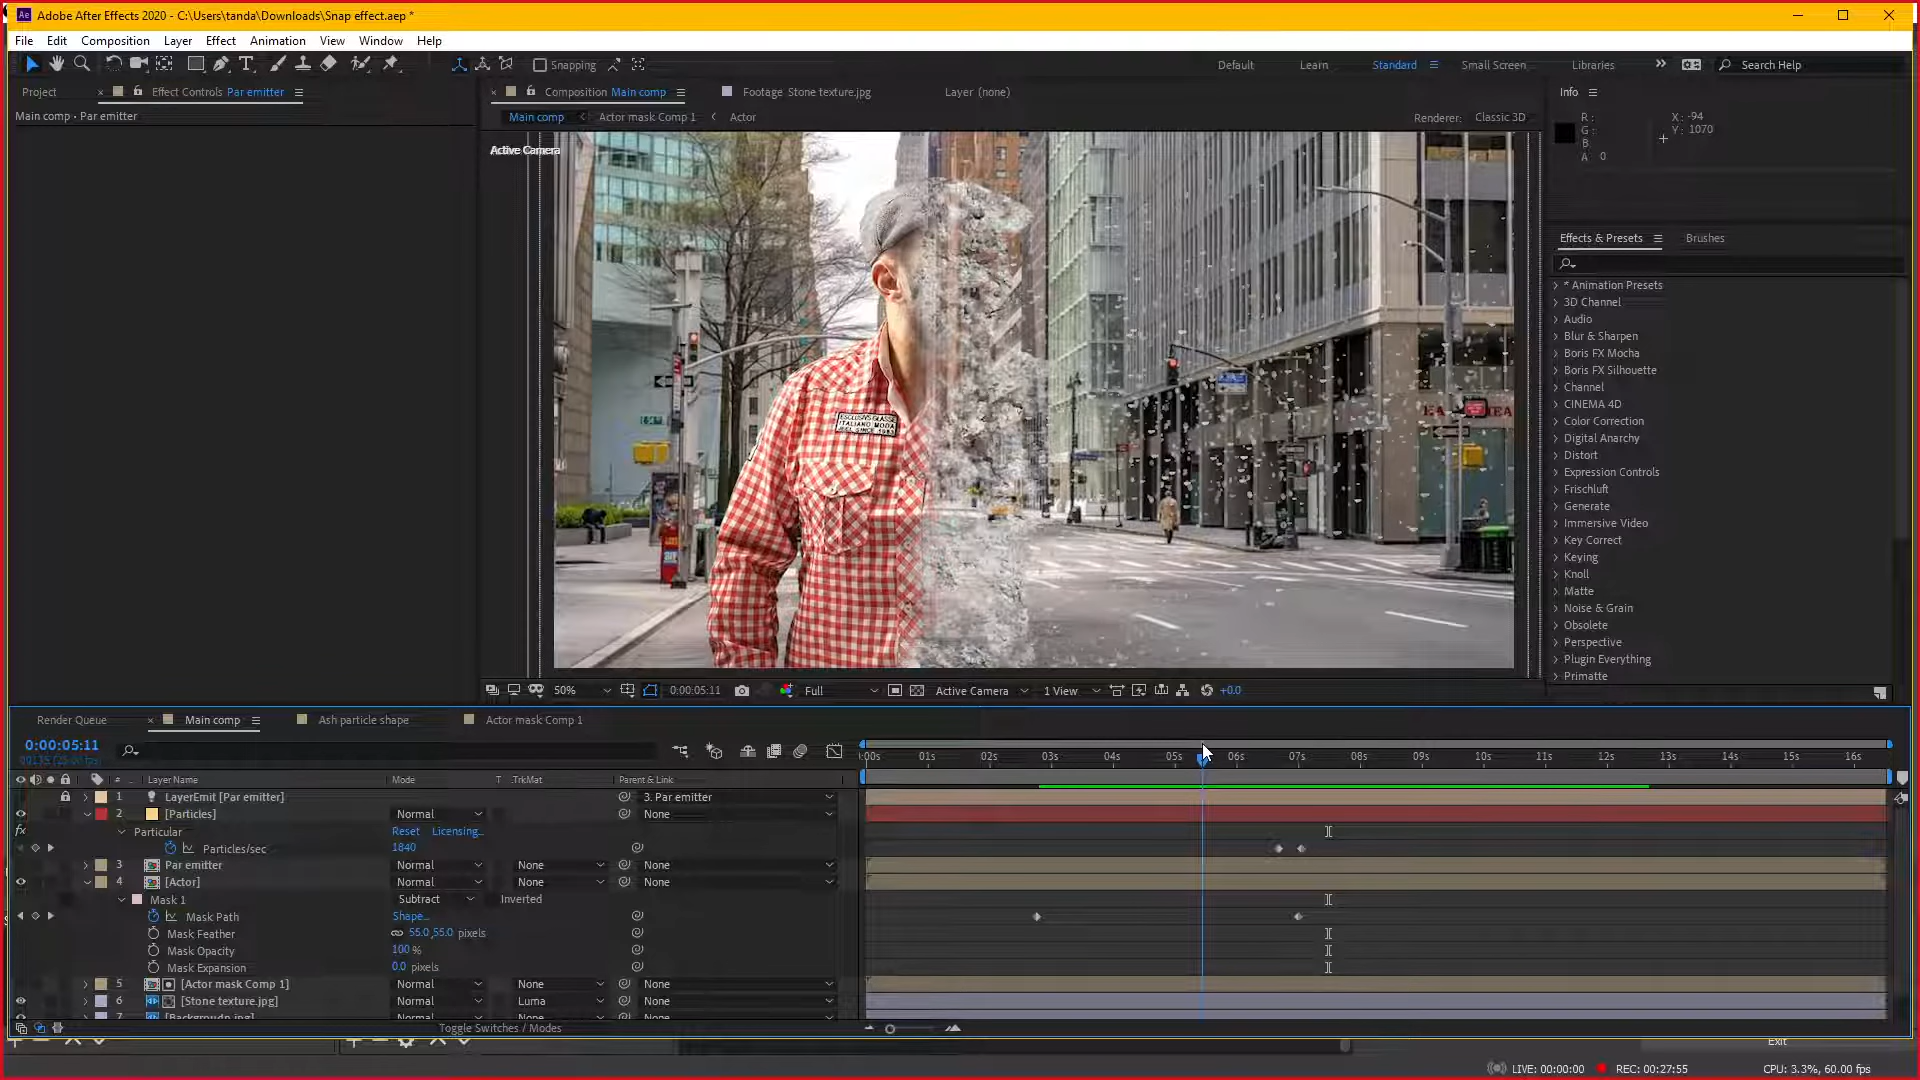 Adobe After Effects 2020 - C:\Users\tanda\Downloads\Snap effect.aep *
File Edit Composition Layer Effect Animation View Window Help
Snapping
Default Learn Standard Small Screen Libraries Search Help
Project Effect Controls Par emitter
Main comp • Par emitter
Composition Main comp Footage Stone texture.jpg Layer (none)
Main comp Actor mask Comp 1 Actor
Renderer: Classic 3D
Active Camera
ESCLUSIVS GLASSE
ITALIANO MODA
Info
R :
G :
B :
A : 0
X : -94
Y : 1070
Effects & Presets Brushes
* Animation Presets
3D Channel
Audio
Blur & Sharpen
Boris FX Mocha
Boris FX Silhouette
Channel
CINEMA 4D
Color Correction
Digital Anarchy
Distort
Expression Controls
Frischluft
Generate
Immersive Video
Key Correct
Keying
Knoll
Matte
Noise & Grain
Obsolete
Perspective
Plugin Everything
Primatte
50% 0:00:05:11 Full Active Camera 1 View +0.0
Render Queue Main comp Ash particle shape Actor mask Comp 1
0:00:05:11
:00s 01s 02s 03s 04s 05s 06s 07s 08s 09s 10s 11s 12s 13s 14s 15s 16s
# Layer Name Mode T .TrkMat Parent & Link
1 LayerEmit [Par emitter] 3. Par emitter
2 [Particles] Normal None
fx Particular Reset Licensing...
Particles/sec 1840
3 Par emitter Normal None None
4 [Actor] Normal None None
Mask 1 Subtract Inverted
Mask Path Shape...
Mask Feather 55.0,55.0 pixels
Mask Opacity 100 %
Mask Expansion 0.0 pixels
5 [Actor mask Comp 1] Normal None None
6 [Stone texture.jpg] Normal Luma None
7
Toggle Switches / Modes
Exit
LIVE: 00:00:00 REC: 00:27:55 CPU: 3.3%, 60.00 fps